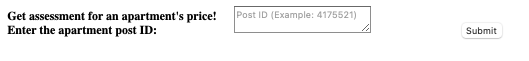 Get assessment for an apartment's price!
Enter the apartment post ID:
Post ID (Example: 4175521)
Submit